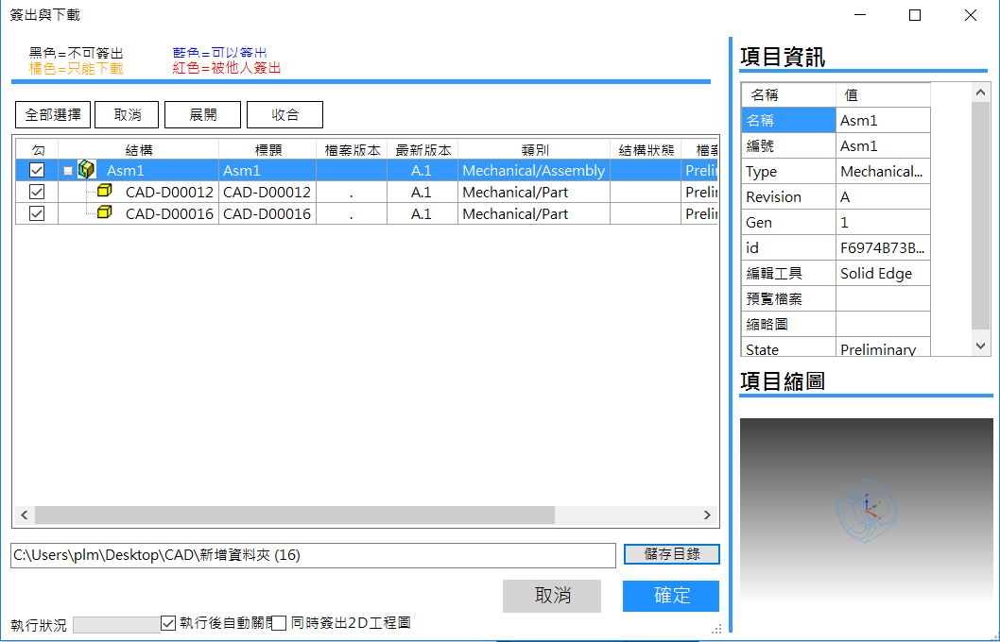 簽出與下載
黑色=不可簽出 藍色=可以簽出
橘色=只能下載 紅色=被他人簽出
全部選擇 取消 展開 收合
勾 結構 標題 檔案版本 最新版本 類別 結構狀態 檔案
Asm1 Asm1 A.1 Mechanical/Assembly Prelin
CAD-D00012 CAD-D00012 . A.1 Mechanical/Part Prelin
CAD-D00016 CAD-D00016 . A.1 Mechanical/Part Prelin
C:\Users\plm\Desktop\CAD\新增資料夾 (16) 儲存目錄
取消 確定
執行狀況 執行後自動關閉 同時簽出2D工程圖
項目資訊
名稱 值
名稱 Asm1
編號 Asm1
Type Mechanical...
Revision A
Gen 1
id F6974B73B...
編輯工具 Solid Edge
預覽檔案
縮略圖
State Preliminary
項目縮圖